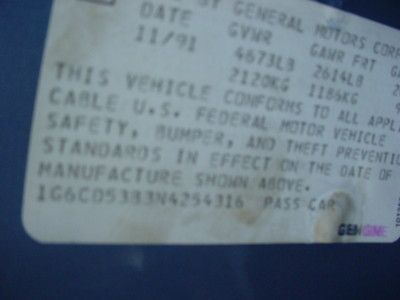 BY GENERAL MOTORS CORP
DATE GVWR GAWR FRT GA
11/91 4673LB 2614LB
2120KG 1186KG
THIS VEHICLE CONFORMS TO ALL APPLI
CABLE U.S. FEDERAL MOTOR VEHICLE
SAFETY, BUMPER, AND THEFT PREVENTIO
STANDARDS IN EFFECT ON THE DATE OF
MANUFACTURE SHOWN ABOVE.
1G6CD5383N4254316 PASS CAR
GENUINE